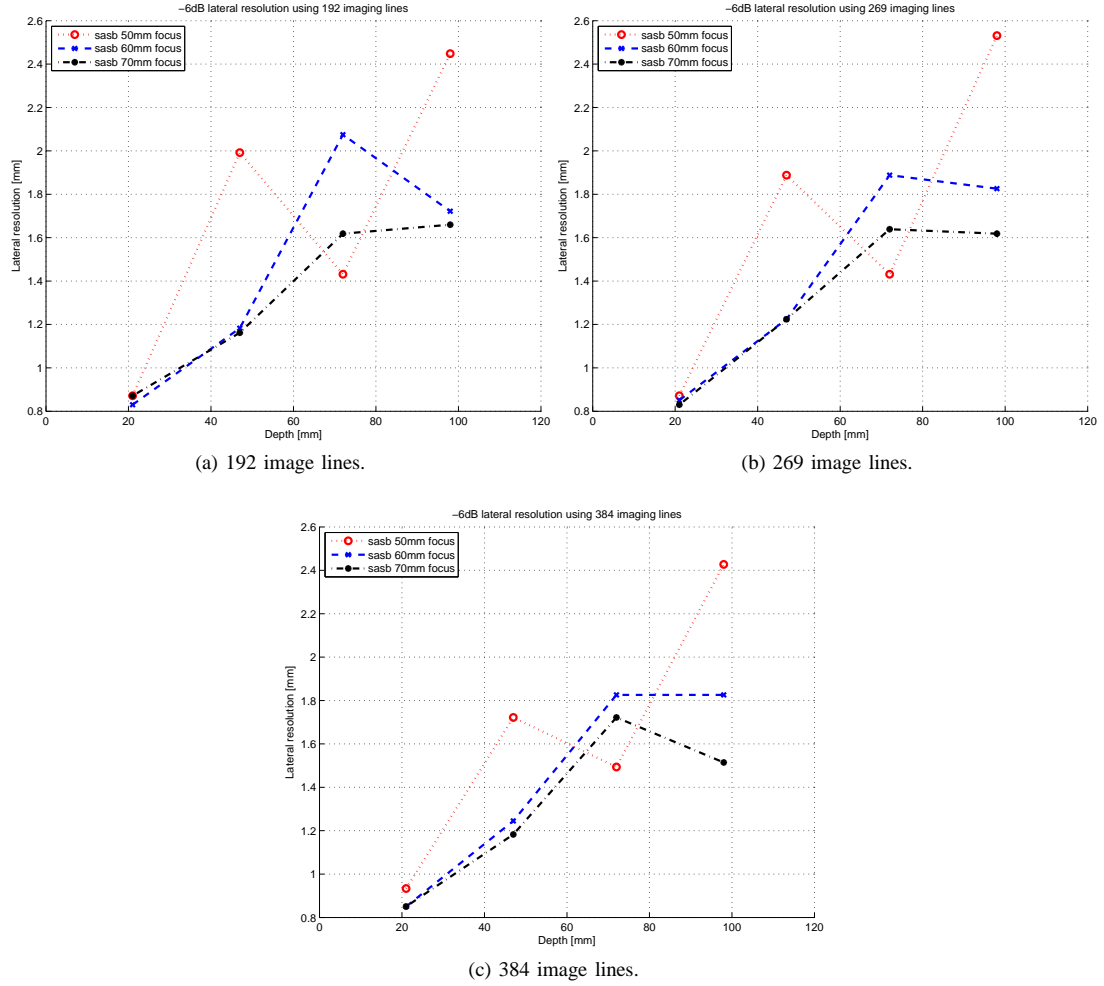 −6dB lateral resolution using 192 imaging lines
sasb 50mm focus
sasb 60mm focus
sasb 70mm focus
2.6
2.4
2.2
2
1.8
1.6
1.4
1.2
1
0.8
Lateral resolution [mm]
0 20 40 60 80 100 120
Depth [mm]
(a) 192 image lines.
−6dB lateral resolution using 269 imaging lines
sasb 50mm focus
sasb 60mm focus
sasb 70mm focus
2.6
2.4
2.2
2
1.8
1.6
1.4
1.2
1
0.8
Lateral resolution [mm]
0 20 40 60 80 100 120
Depth [mm]
(b) 269 image lines.
−6dB lateral resolution using 384 imaging lines
sasb 50mm focus
sasb 60mm focus
sasb 70mm focus
2.6
2.4
2.2
2
1.8
1.6
1.4
1.2
1
0.8
Lateral resolution [mm]
0 20 40 60 80 100 120
Depth [mm]
(c) 384 image lines.